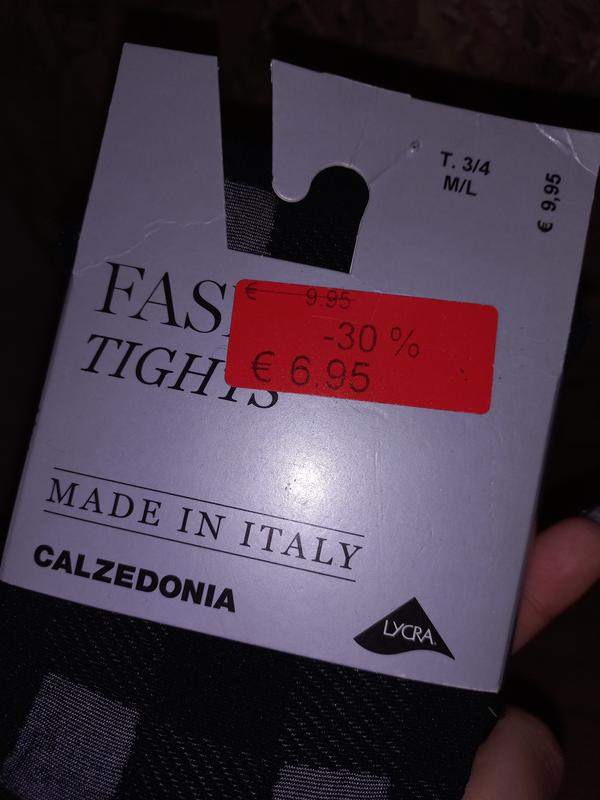 T. 3/4
M/L
€ 9,95
FAS
€ 9.95
-30 %
€ 6.95
TIGHTS
MADE IN ITALY
CALZEDONIA
LYCRA.